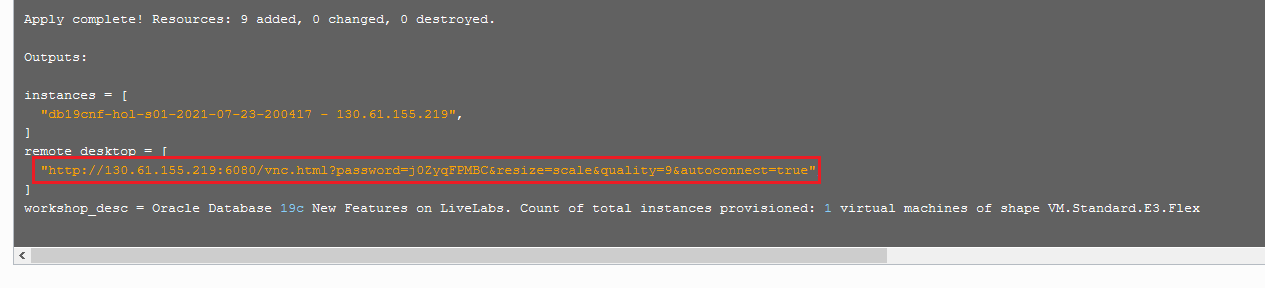 Apply complete! Resources: 9 added, 0 changed, 0 destroyed.
Outputs:
instances = [
"db19cnf-hol-s01-2021-07-23-200417 - 130.61.155.219",
]
remote_desktop = [
"http://130.61.155.219:6080/vnc.html?password=j0ZyqFPMBC&resize=scale&quality=9&autoconnect=true"
]
workshop_desc = Oracle Database 19c New Features on LiveLabs. Count of total instances provisioned: 1 virtual machines of shape VM.Standard.E3.Flex